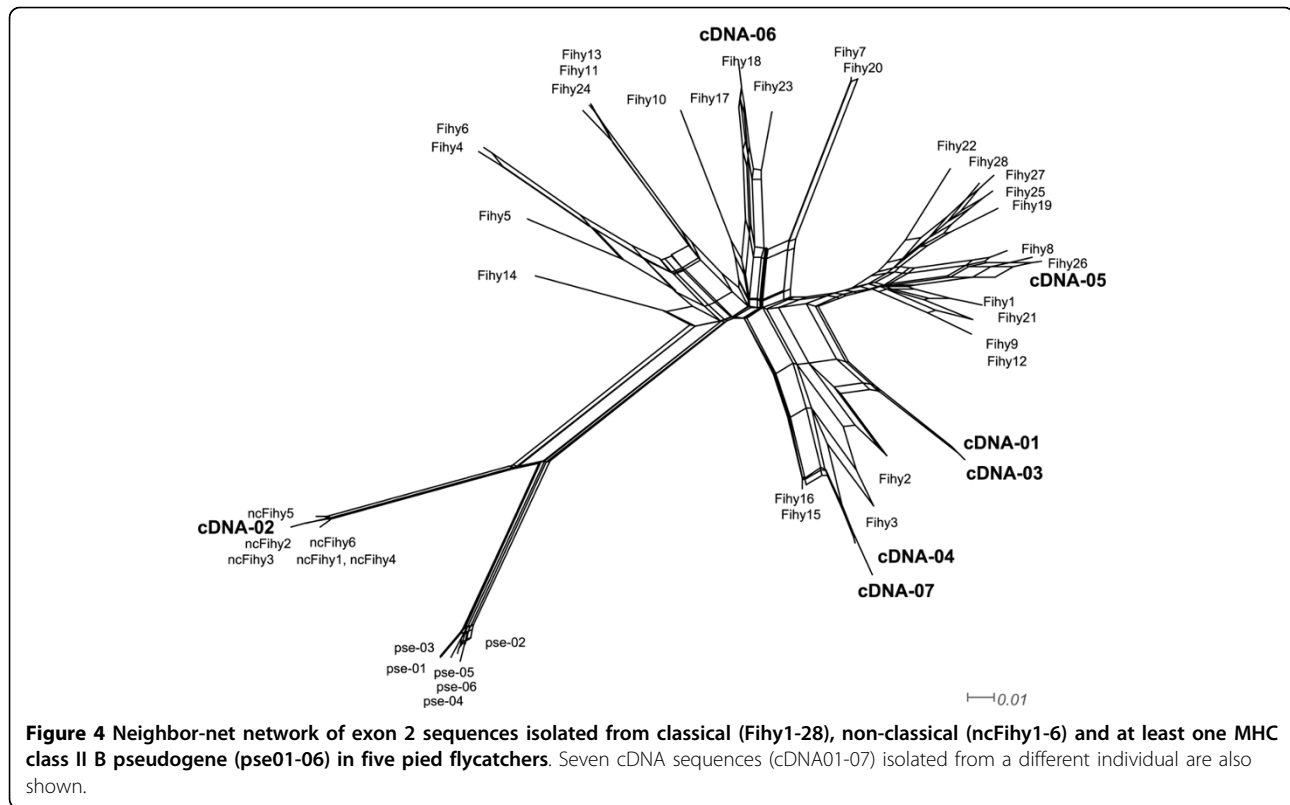 cDNA-06
Fihy13
Fihy11
Fihy24
Fihy18
Fihy7
Fihy20
Fihy10
Fihy17
Fihy23
Fihy6
Fihy4
Fihy22
Fihy28
Fihy27
Fihy25
Fihy19
Fihy5
Fihy8
Fihy26
cDNA-05
Fihy14
Fihy1
Fihy21
Fihy9
Fihy12
cDNA-01
cDNA-03
Fihy2
Fihy16
Fihy15
Fihy3
ncFihy5
cDNA-02
ncFihy2
ncFihy6
ncFihy3
ncFihy1, ncFihy4
cDNA-04
cDNA-07
pse-03
pse-02
pse-01
pse-05
pse-06
pse-04
0.01
Figure 4 Neighbor-net network of exon 2 sequences isolated from classical (Fihy1-28), non-classical (ncFihy1-6) and at least one MHC
class II B pseudogene (pse01-06) in five pied flycatchers. Seven cDNA sequences (cDNA01-07) isolated from a different individual are also
shown.